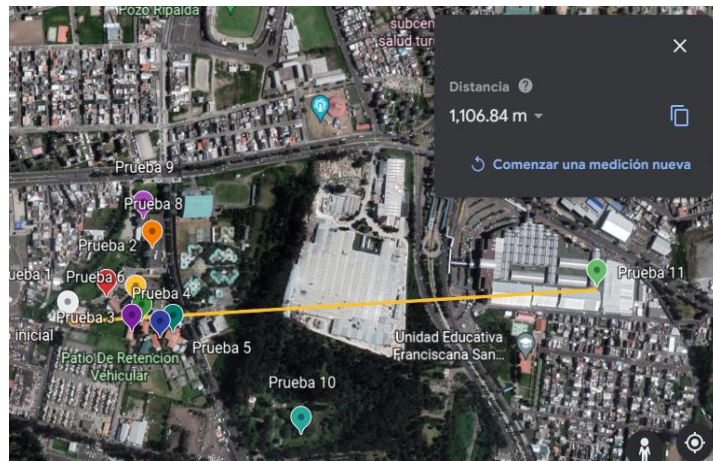 Pozo Ripalda
subcen
salud tur
Distancia
1,106.84 m
Comenzar una medición nueva
Prueba 9
Prueba 8
Prueba 2
ueba 1
Prueba 6
Prueba 4
Prueba 3
o inicial
Prueba 5
Patio De Retención
Vehicular
Prueba 11
Unidad Educativa
Franciscana San...
Prueba 10